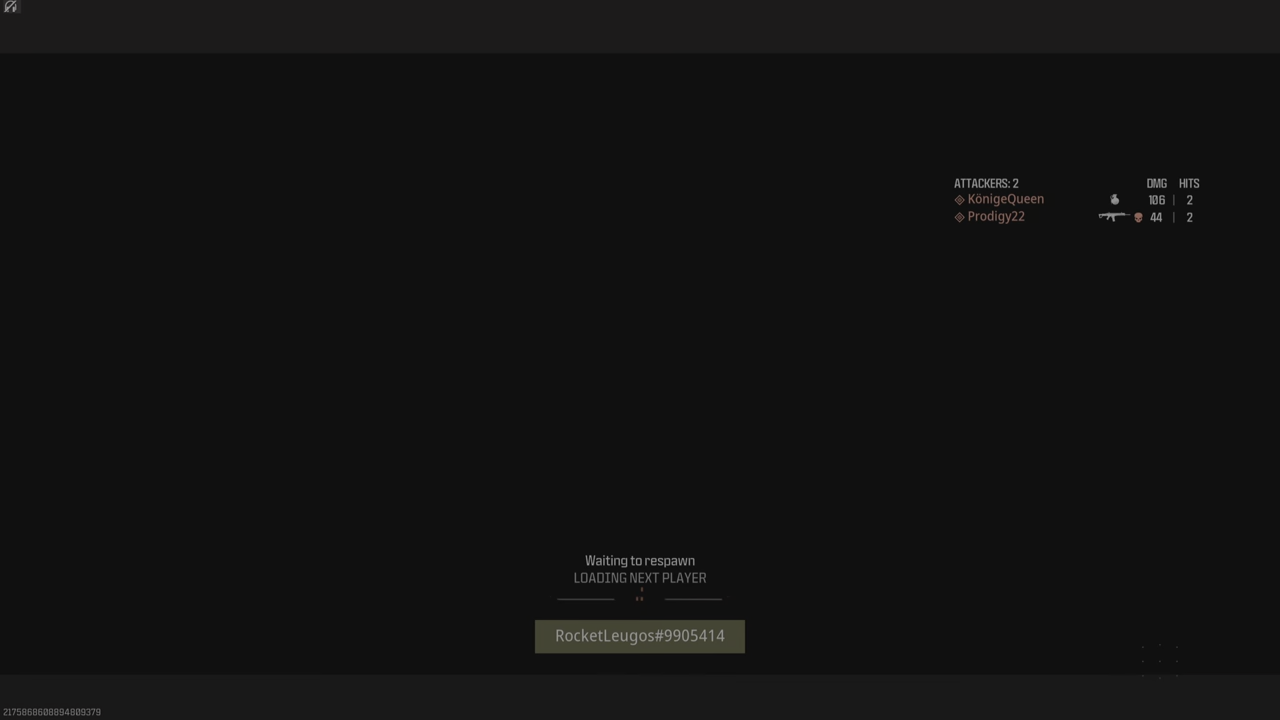 ATTACKERS: 2 DMG HITS
KönigeQueen 106 | 2
Prodigy22 44 | 2
Waiting to respawn
LOADING NEXT PLAYER
RocketLeugos#9905414
2175868608894809379